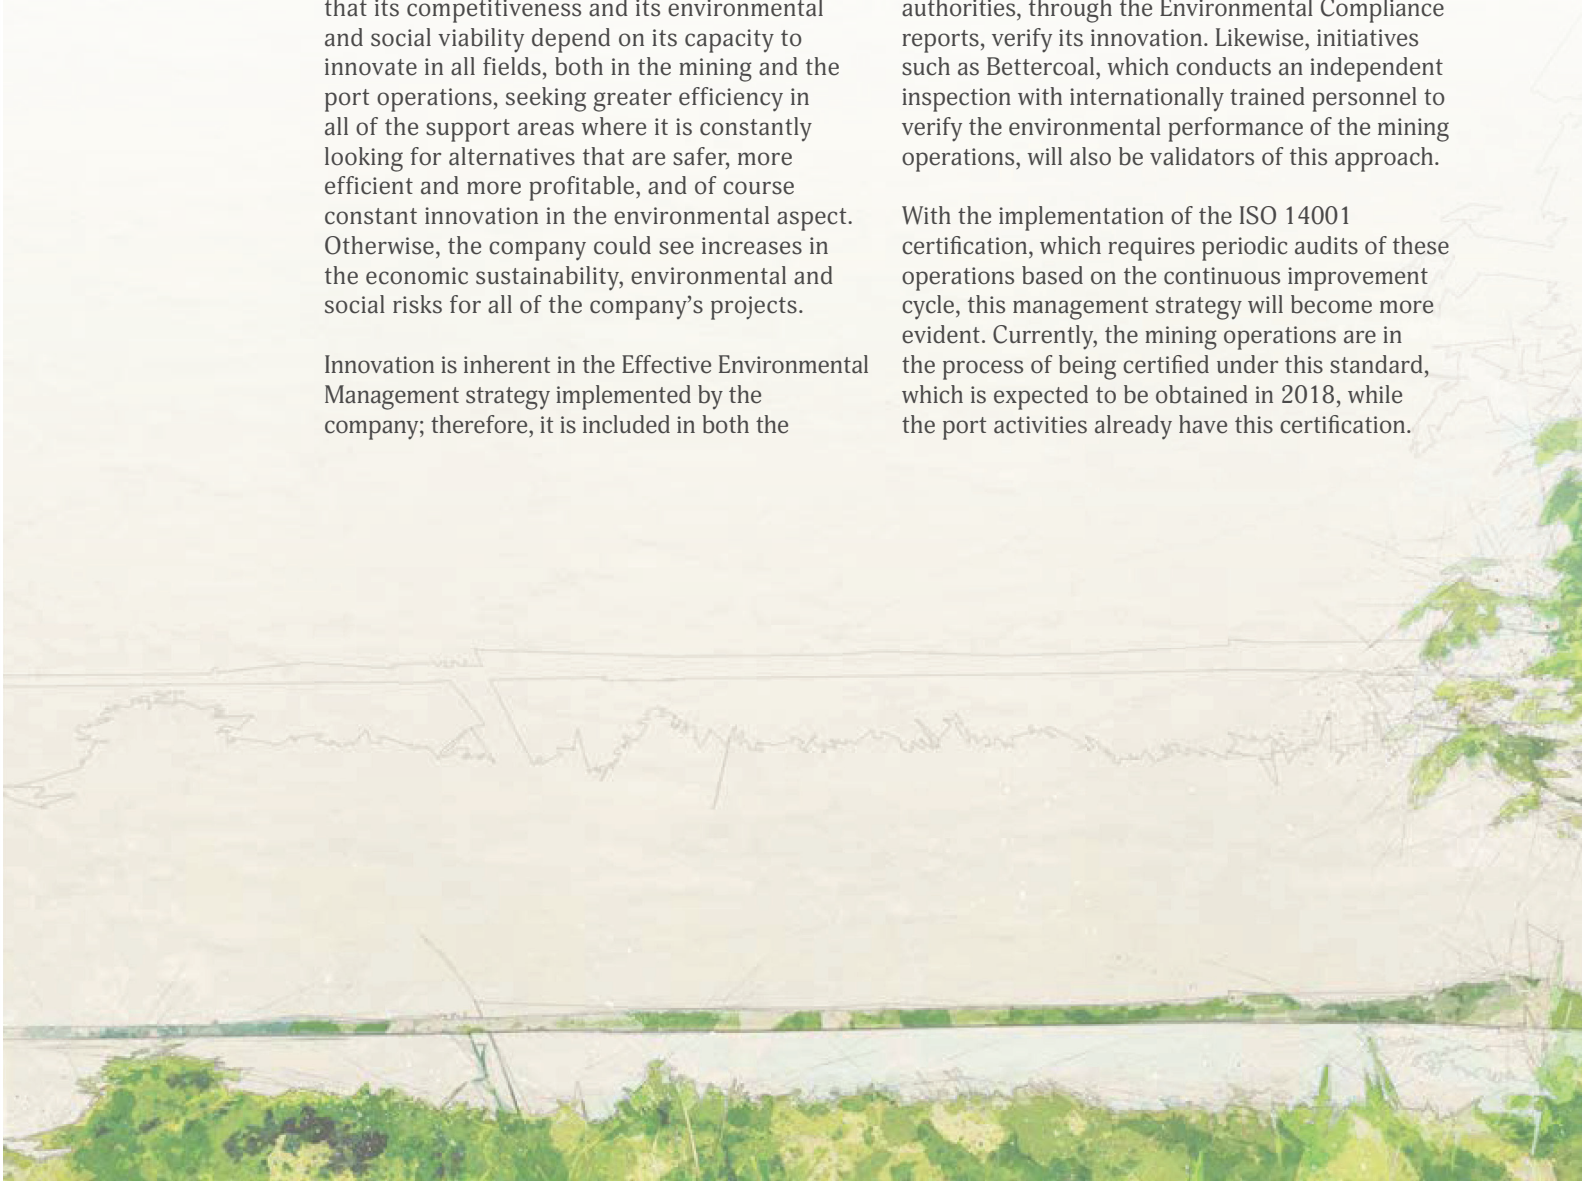 that its competitiveness and its environmental
and social viability depend on its capacity to
innovate in all fields, both in the mining and the
port operations, seeking greater efficiency in
all of the support areas where it is constantly
looking for alternatives that are safer, more
efficient and more profitable, and of course
constant innovation in the environmental aspect.
Otherwise, the company could see increases in
the economic sustainability, environmental and
social risks for all of the company’s projects.
Innovation is inherent in the Effective Environmental
Management strategy implemented by the
company; therefore, it is included in both the
authorities, through the Environmental Compliance
reports, verify its innovation. Likewise, initiatives
such as Bettercoal, which conducts an independent
inspection with internationally trained personnel to
verify the environmental performance of the mining
operations, will also be validators of this approach.
With the implementation of the ISO 14001
certification, which requires periodic audits of these
operations based on the continuous improvement
cycle, this management strategy will become more
evident. Currently, the mining operations are in
the process of being certified under this standard,
which is expected to be obtained in 2018, while
the port activities already have this certification.